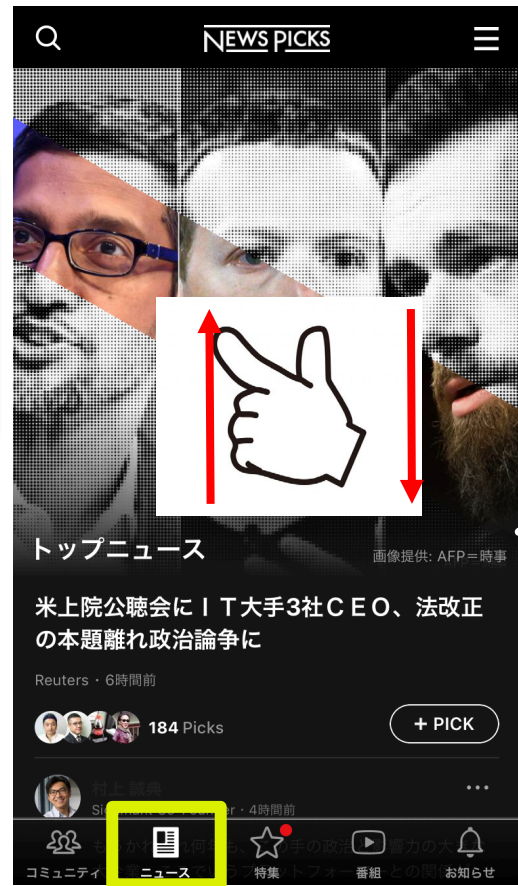 NEWS PICKS
トップニュース
画像提供: AFP＝時事
米上院公聴会にＩＴ大手3社ＣＥＯ、法改正
の本題離れ政治論争に
Reuters・6時間前
184 Picks
+ PICK
村上 誠典
・4時間前
コミュニティ
ニュース
特集
番組
お知らせ